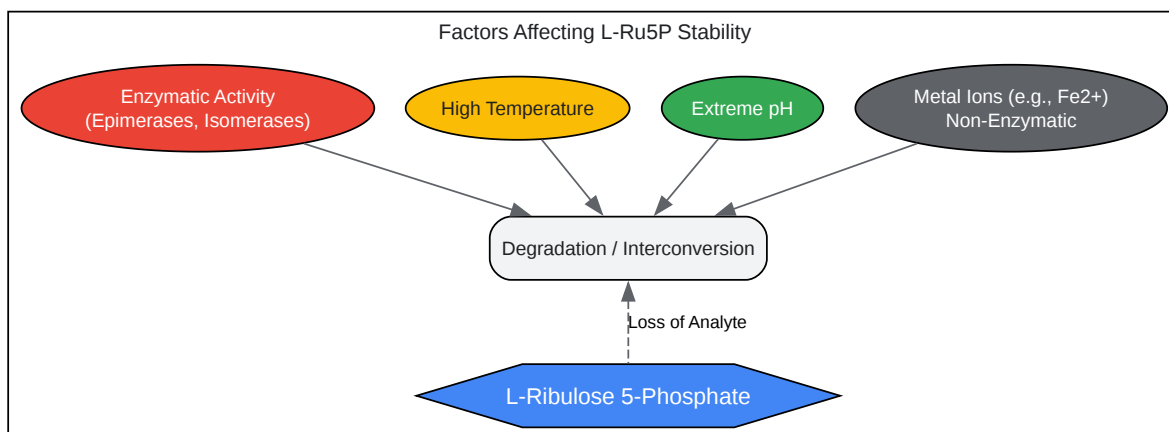 Factors Affecting L-Ru5P Stability
Enzymatic Activity
(Epimerases, Isomerases)
High Temperature
Extreme pH
Metal Ions (e.g., Fe2+)
Non-Enzymatic
Degradation / Interconversion
Loss of Analyte
L-Ribulose 5-Phosphate